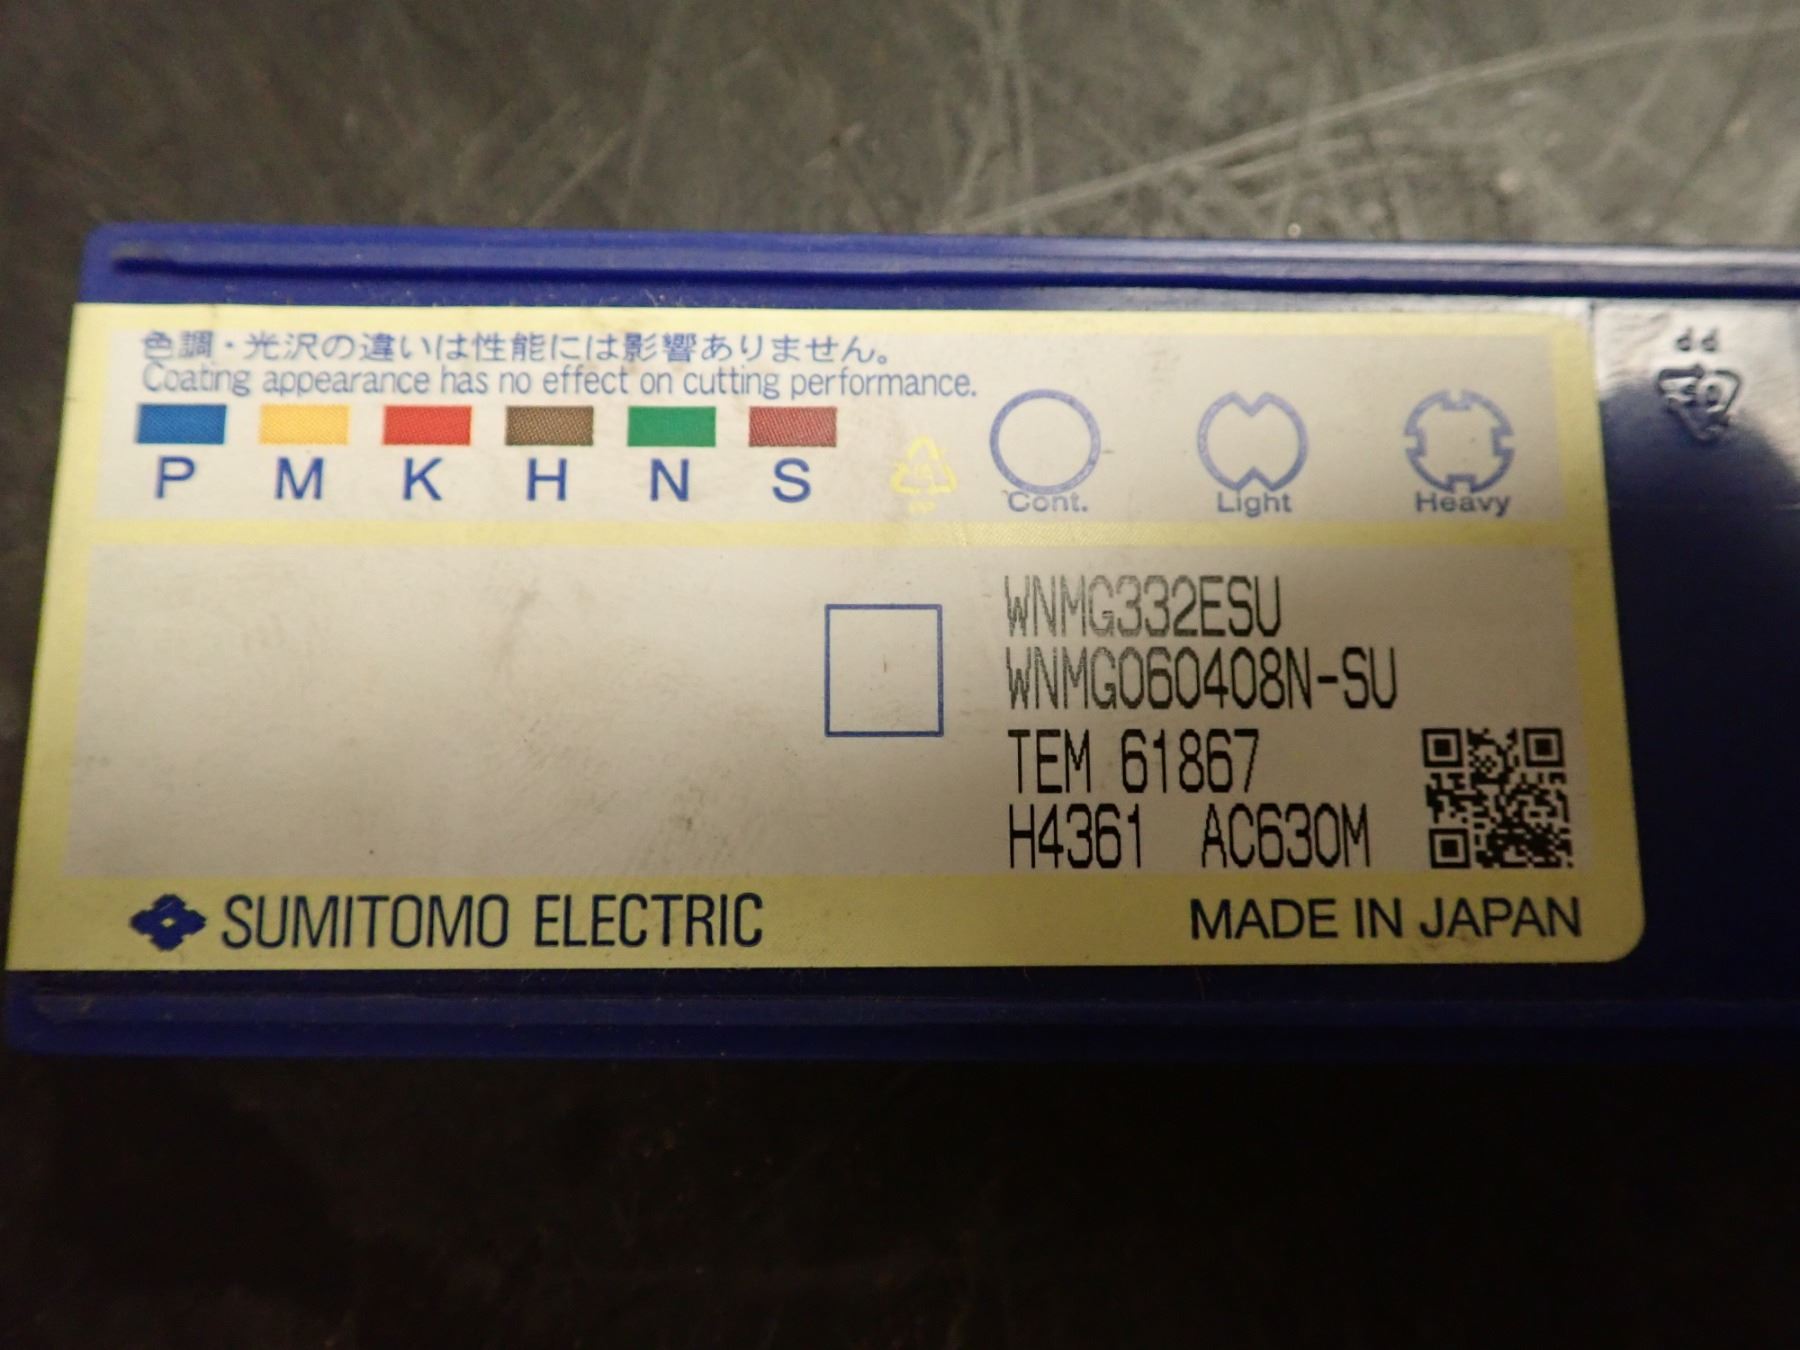 色調・光沢の違いは性能には影響ありません。
Coating appearance has no effect on cutting performance.
P M K H N S
Cont. Light Heavy
WNMG332ESU
WNMG060408N-SU
TEM 61867
H4361 AC630M
SUMITOMO ELECTRIC
MADE IN JAPAN
PP